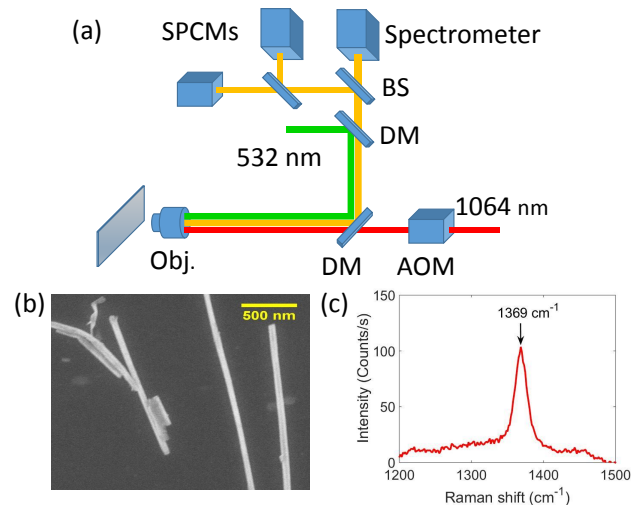 (a)
SPCMs
Spectrometer
BS
DM
532 nm
1064 nm
Obj.
DM
AOM
(b)
500 nm
(c)
1369 cm⁻¹
150
100
50
0
Intensity (Counts/s)
1200 1300 1400 1500
Raman shift (cm⁻¹)